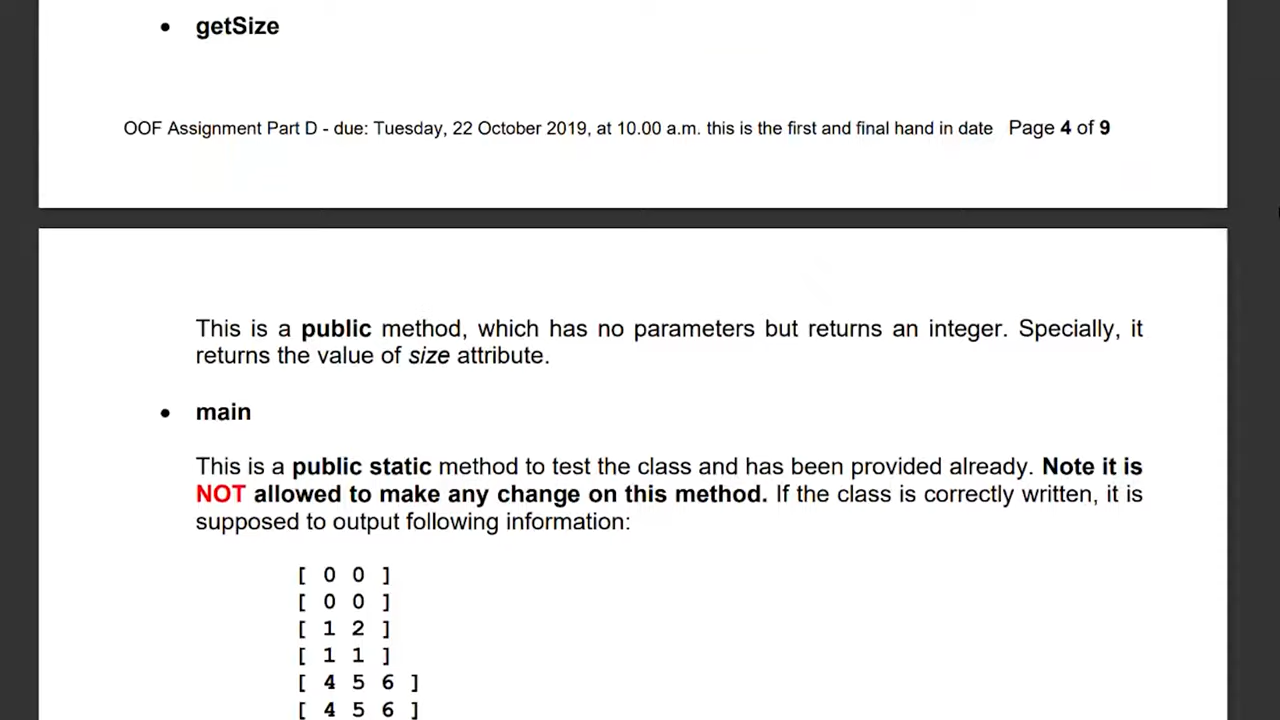 • getSize
OOF Assignment Part D - due: Tuesday, 22 October 2019, at 10.00 a.m. this is the first and final hand in date Page 4 of 9
This is a public method, which has no parameters but returns an integer. Specially, it
returns the value of size attribute.
• main
This is a public static method to test the class and has been provided already. Note it is
NOT allowed to make any change on this method. If the class is correctly written, it is
supposed to output following information:
[ 0 0 ]
[ 0 0 ]
[ 1 2 ]
[ 1 1 ]
[ 4 5 6 ]
[ 4 5 6 ]